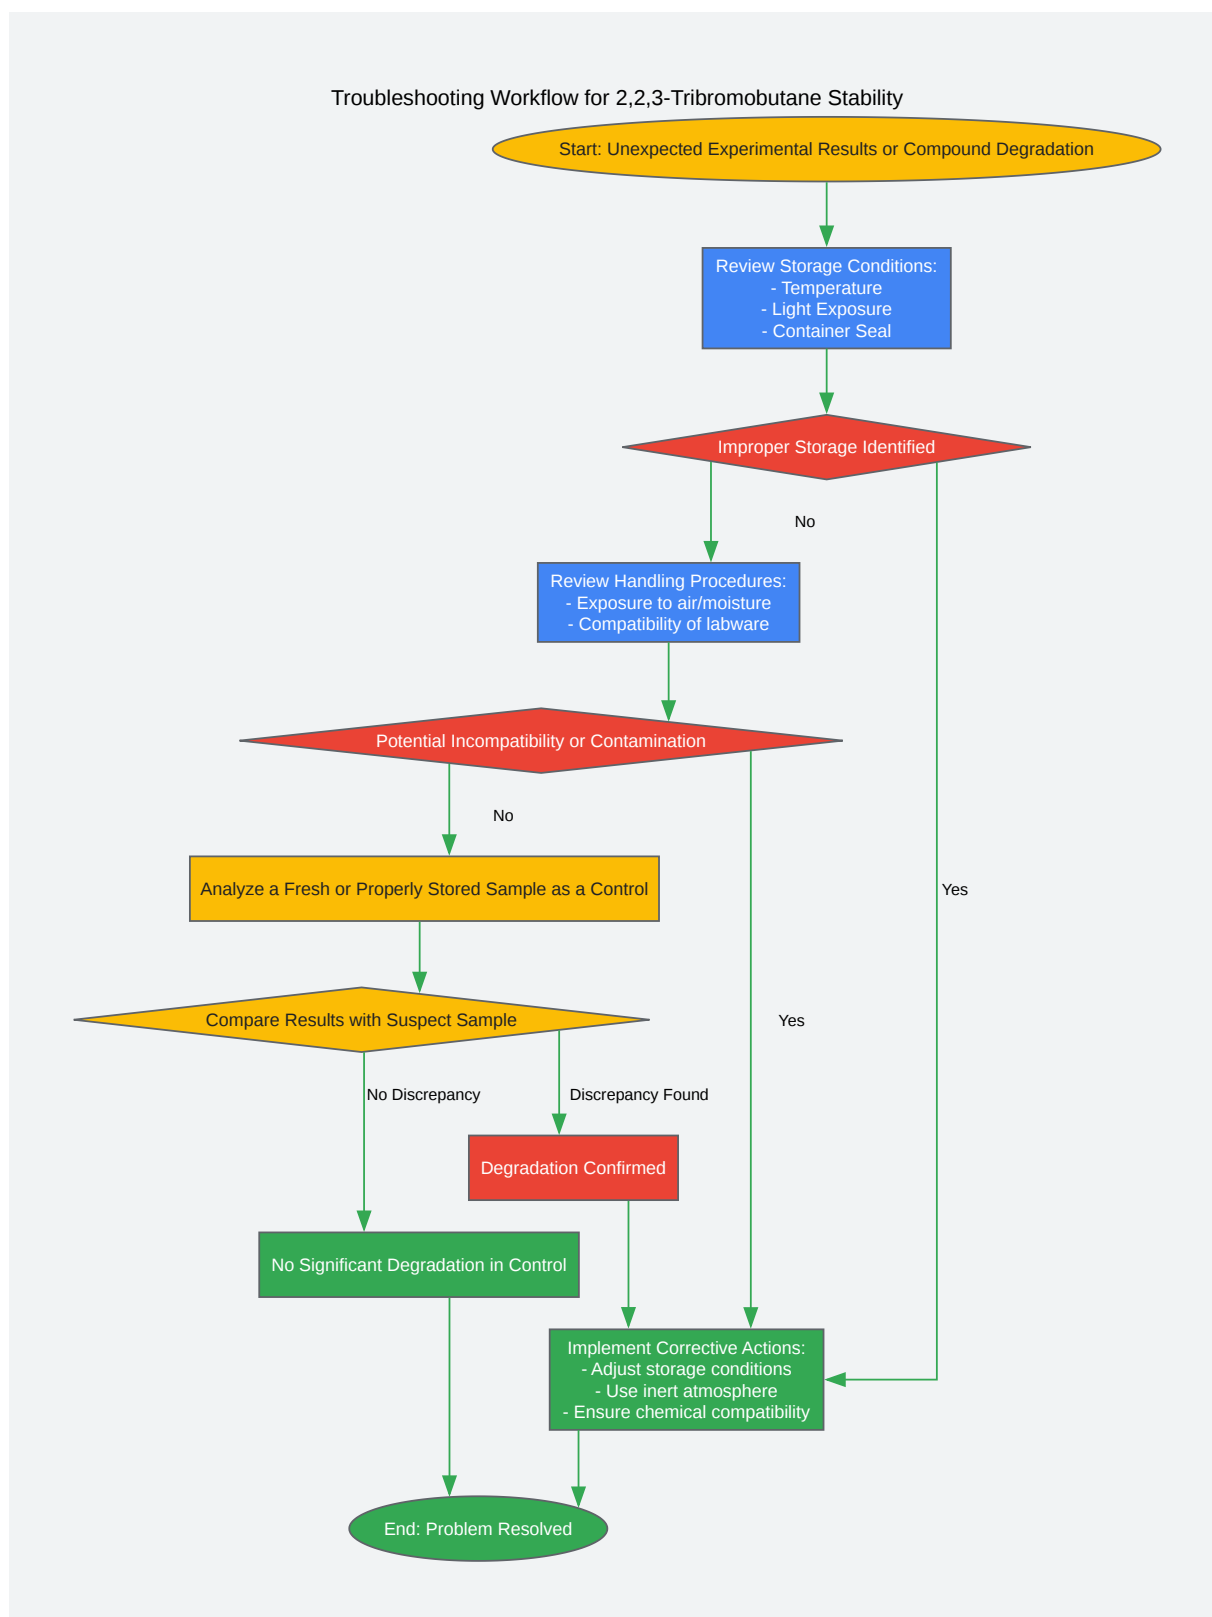 Troubleshooting Workflow for 2,2,3-Tribromobutane Stability
Start: Unexpected Experimental Results or Compound Degradation
Review Storage Conditions:
- Temperature
- Light Exposure
- Container Seal
Improper Storage Identified
No
Review Handling Procedures:
- Exposure to air/moisture
- Compatibility of labware
Potential Incompatibility or Contamination
No
Analyze a Fresh or Properly Stored Sample as a Control
Yes
Compare Results with Suspect Sample
Yes
No Discrepancy
Discrepancy Found
Degradation Confirmed
No Significant Degradation in Control
Implement Corrective Actions:
- Adjust storage conditions
- Use inert atmosphere
- Ensure chemical compatibility
End: Problem Resolved